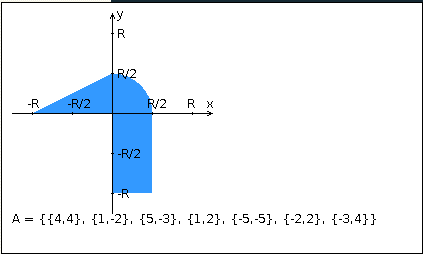 y
R
R/2
-R -R/2 R/2 R x
-R/2
-R
A = {{4,4}, {1,-2}, {5,-3}, {1,2}, {-5,-5}, {-2,2}, {-3,4}}